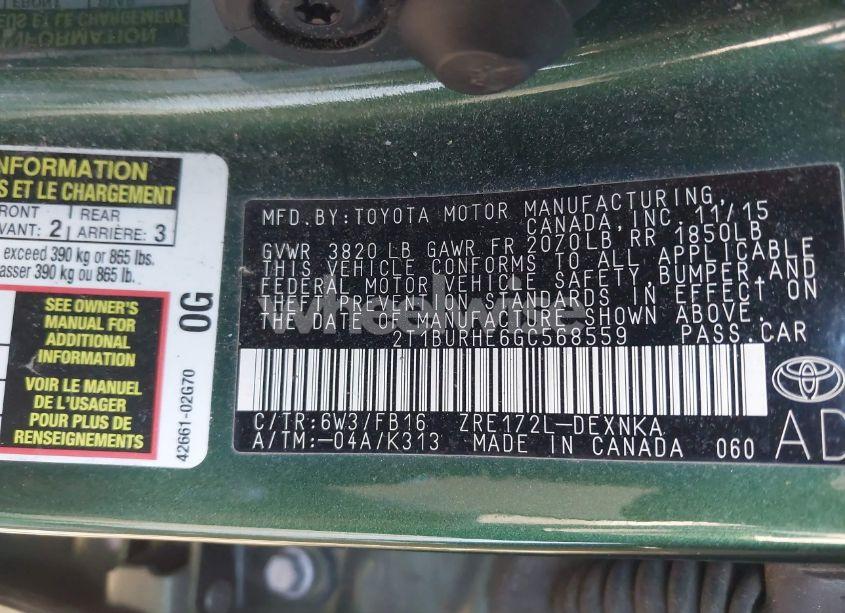 INFORMATION
S ET LE CHARGEMENT
FRONT 2 REAR 3
AVANT: ARRIÈRE:
exceed 390 kg or 865 lbs.
asser 390 kg ou 865 lb.
SEE OWNER'S
MANUAL FOR
ADDITIONAL
INFORMATION
VOIR LE MANUEL
DE L'USAGER
POUR PLUS DE
RENSEIGNEMENTS
0G
42661-02G70
MFD.BY:TOYOTA MOTOR MANUFACTURING,
CANADA,INC. 11/15
GVWR 3820 LB GAWR FR 2070LB, RR 1850LB
THIS VEHICLE CONFORMS TO ALL APPLICABLE
FEDERAL MOTOR VEHICLE SAFETY,BUMPER,AND
THEFT PREVENTION STANDARDS IN EFFECT ON
THE DATE OF MANUFACTURE SHOWN ABOVE.
2T1BURHE6GC568559 PASS.CAR
C/TR:6W3/FB16 ZRE172L-DEXNKA
A/TM:-04A/K313 MADE IN CANADA 060
AD
wheelwise